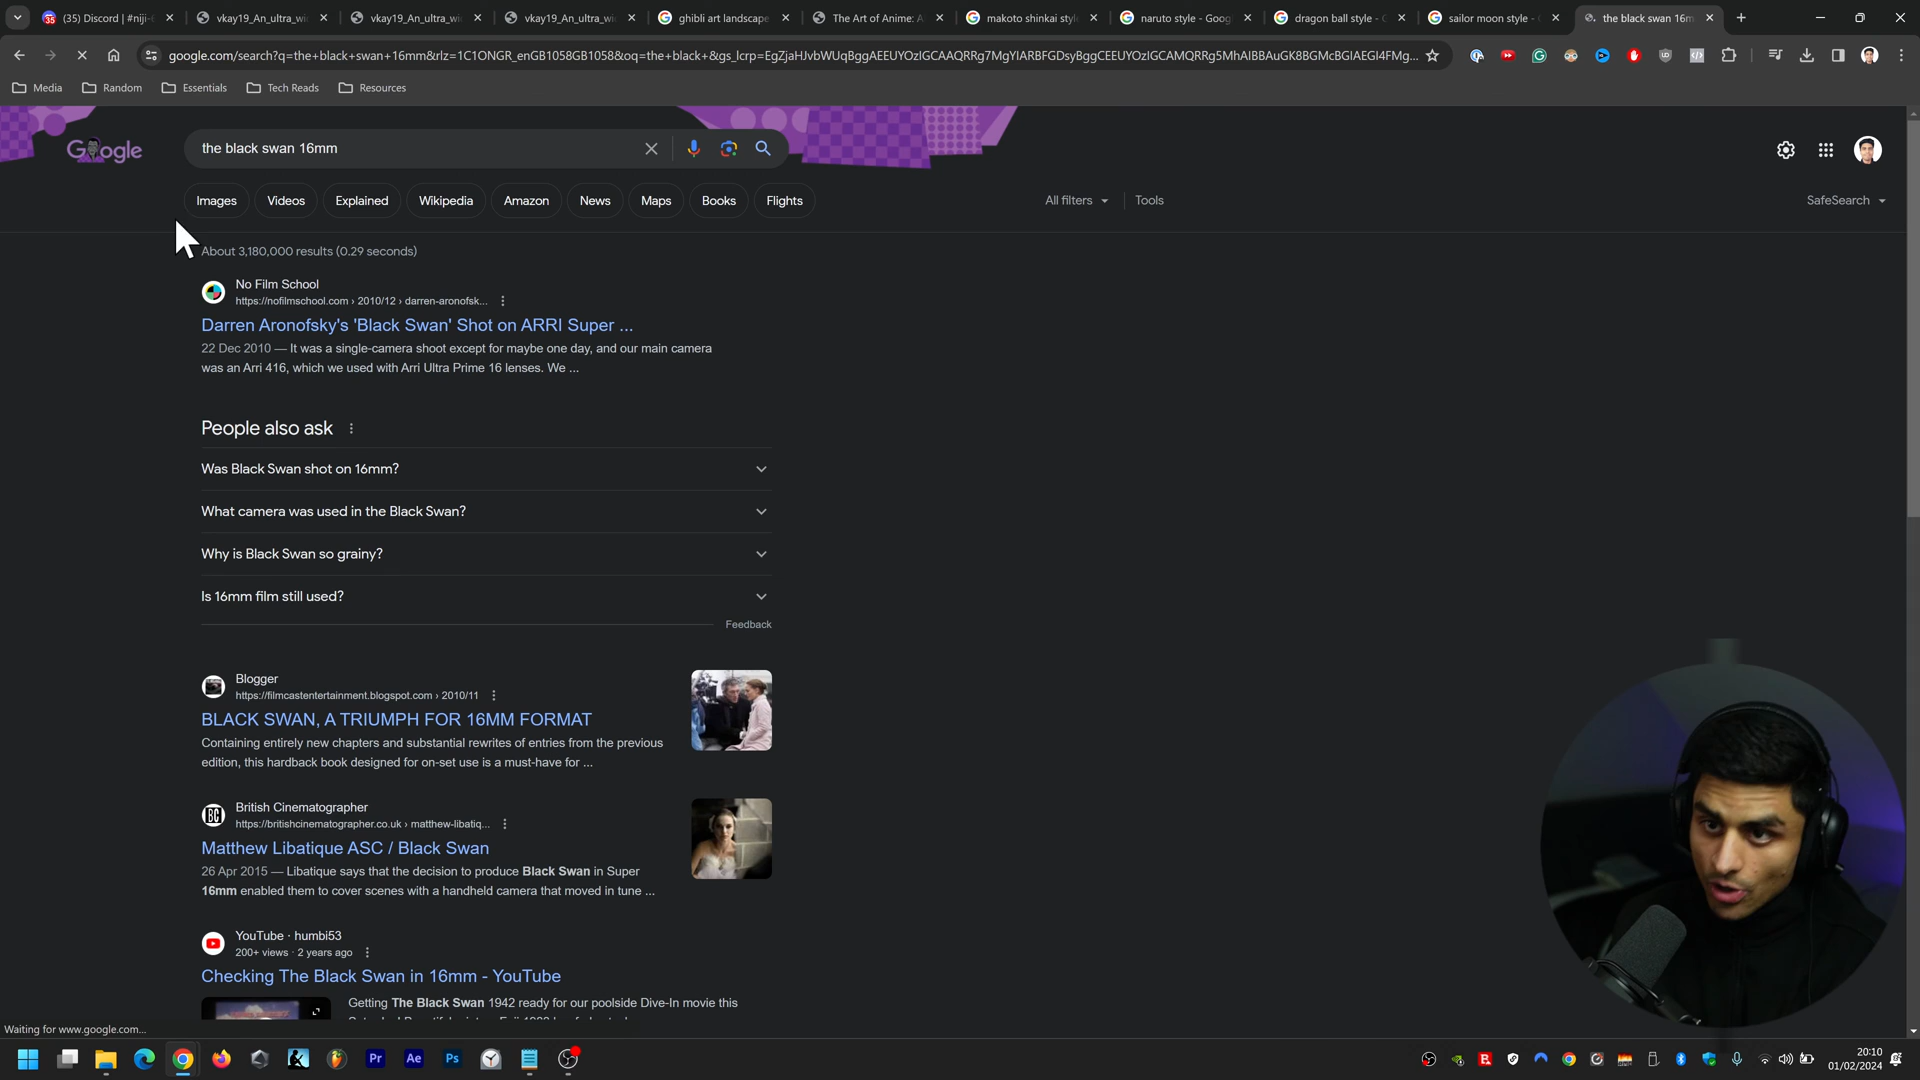 (35) Discord | #niji-
vkay19_An_ultra_wi
vkay19_An_ultra_wi
vkay19_An_ultra_wi
ghibli art landscape
The Art of Anime: A
makoto shinkai style
naruto style - Goog
dragon ball style - G
sailor moon style -
the black swan 16m
google.com/search?q=the+black+swan+16mm&rlz=1C1ONGR_enGB1058GB1058&oq=the+black+&gs_lcrp=EgZjaHJvbWUqBggAEEUYOzIGCAAQRRg7MgYIARBFGDsyBggCEEUYOzIGCAMQRRg5MhAIBBAuGK8BGMcBGIAEGI4FMg...
Media
Random
Essentials
Tech Reads
Resources
Google
the black swan 16mm
Images
Videos
Explained
Wikipedia
Amazon
News
Maps
Books
Flights
All filters
Tools
SafeSearch
About 3,180,000 results (0.29 seconds)
No Film School
https://nofilmschool.com › 2010/12 › darren-aronofsk...
Darren Aronofsky's 'Black Swan' Shot on ARRI Super ...
22 Dec 2010 — It was a single-camera shoot except for maybe one day, and our main camera
was an Arri 416, which we used with Arri Ultra Prime 16 lenses. We ...
People also ask
Was Black Swan shot on 16mm?
What camera was used in the Black Swan?
Why is Black Swan so grainy?
Is 16mm film still used?
Feedback
Blogger
https://filmcastentertainment.blogspot.com › 2010/11
BLACK SWAN, A TRIUMPH FOR 16MM FORMAT
Containing entirely new chapters and substantial rewrites of entries from the previous
edition, this hardback book designed for on-set use is a must-have for ...
BC
British Cinematographer
https://britishcinematographer.co.uk › matthew-libatiq...
Matthew Libatique ASC / Black Swan
26 Apr 2015 — Libatique says that the decision to produce Black Swan in Super
16mm enabled them to cover scenes with a handheld camera that moved in tune ...
YouTube · humbi53
200+ views · 2 years ago
Checking The Black Swan in 16mm - YouTube
Getting The Black Swan 1942 ready for our poolside Dive-In movie this
Waiting for www.google.com...
Pr
Ae
Ps
20:10
01/02/2024